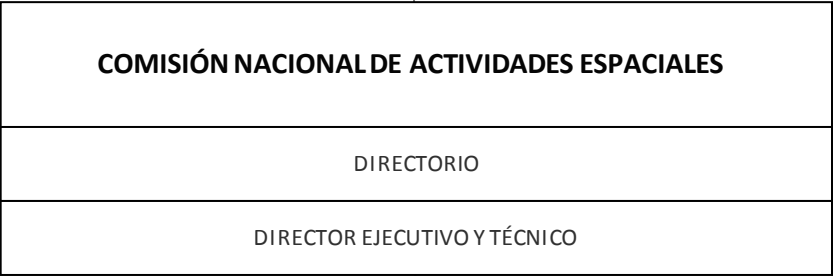 COMISIÓN NACIONAL DE ACTIVIDADES ESPACIALES
DIRECTORIO
DIRECTOR EJECUTIVO Y TÉCNICO